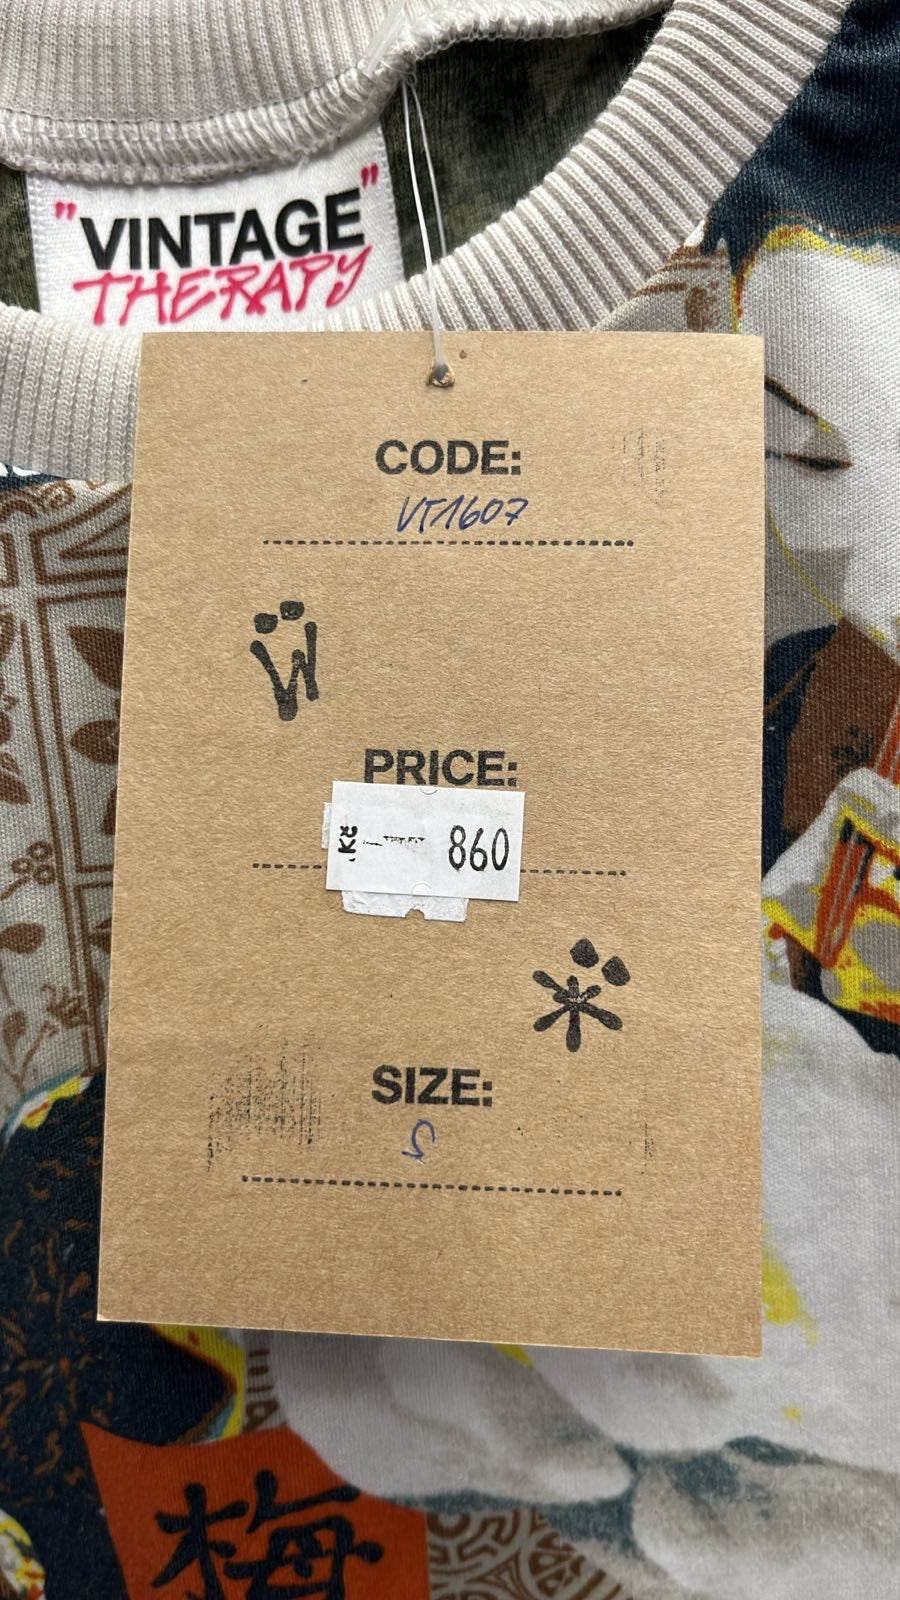 "VINTAGE"
THERAPY
CODE:
VT1607
PRICE:
Kč 860
SIZE:
S
梅